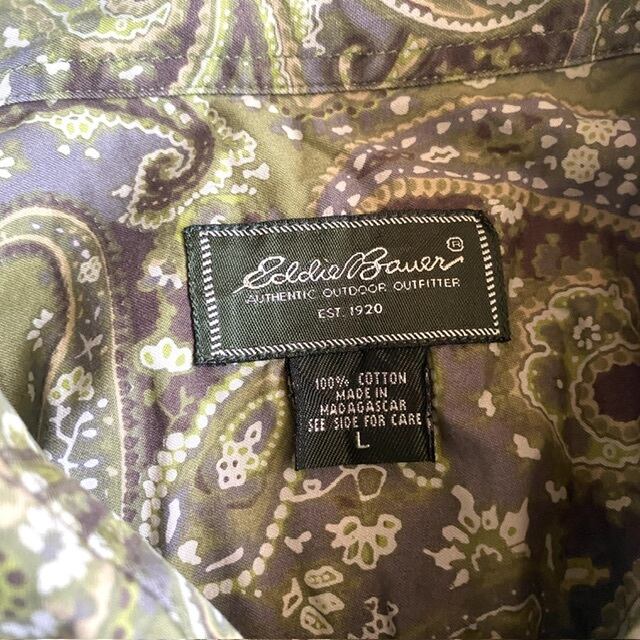 Eddie Bauer ®
AUTHENTIC OUTDOOR OUTFITTER
EST. 1920
100% COTTON
MADE IN
MADAGASCAR
SEE SIDE FOR CARE
L